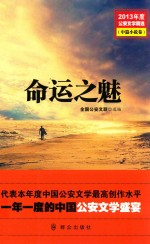 2013年度
公安文学精选
（中篇小说卷）
命运之魅
全国公安文联◎选编
代表本年度中国公安文学最高创作水平
一年一度的中国公安文学盛宴
群众出版社